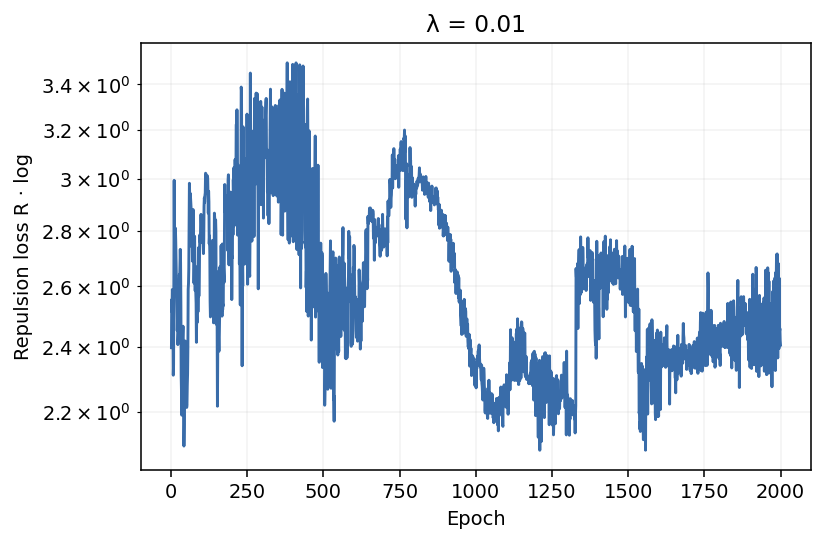 λ = 0.01
3.4 × 10⁰
3.2 × 10⁰
3 × 10⁰
2.8 × 10⁰
2.6 × 10⁰
2.4 × 10⁰
2.2 × 10⁰
Repulsion loss R · log
0 250 500 750 1000 1250 1500 1750 2000
Epoch